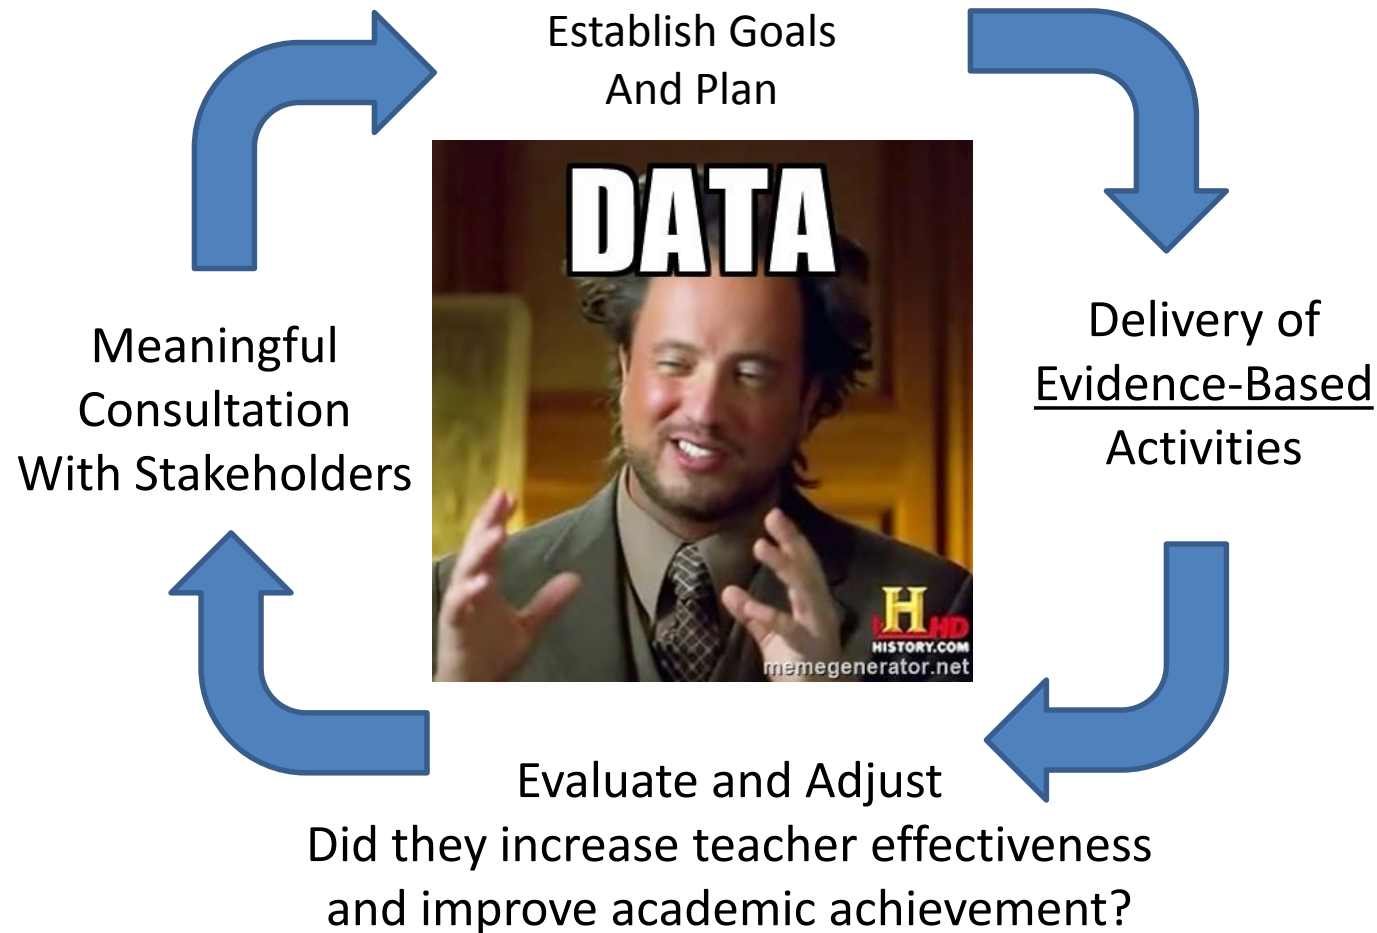 Establish Goals
And Plan
DATA
Meaningful
Consultation
With Stakeholders
Delivery of
Evidence-Based
Activities
H HD
HISTORY.COM
memegenerator.net
Evaluate and Adjust
Did they increase teacher effectiveness
and improve academic achievement?